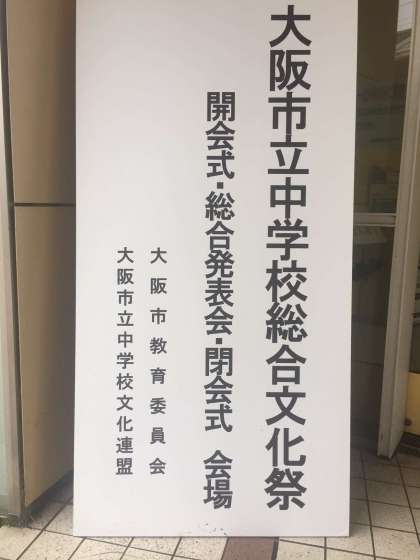 大阪市立中学校総合文化祭
開会式・総合発表会・閉会式　会場
大阪市教育委員会
大阪市立中学校文化連盟